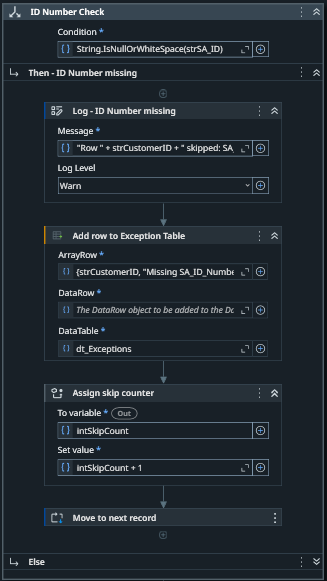 ID Number Check
Condition *
String.IsNullOrWhiteSpace(strSA_ID)
Then - ID Number missing
Log - ID Number missing
Message *
"Row " + strCustomerID + " skipped: SA_
Log Level
Warn
Add row to Exception Table
ArrayRow *
{strCustomerID, "Missing SA_ID_Numbe
DataRow *
The DataRow object to be added to the Da
DataTable *
dt_Exceptions
Assign skip counter
To variable * Out
intSkipCount
Set value *
intSkipCount + 1
Move to next record
Else